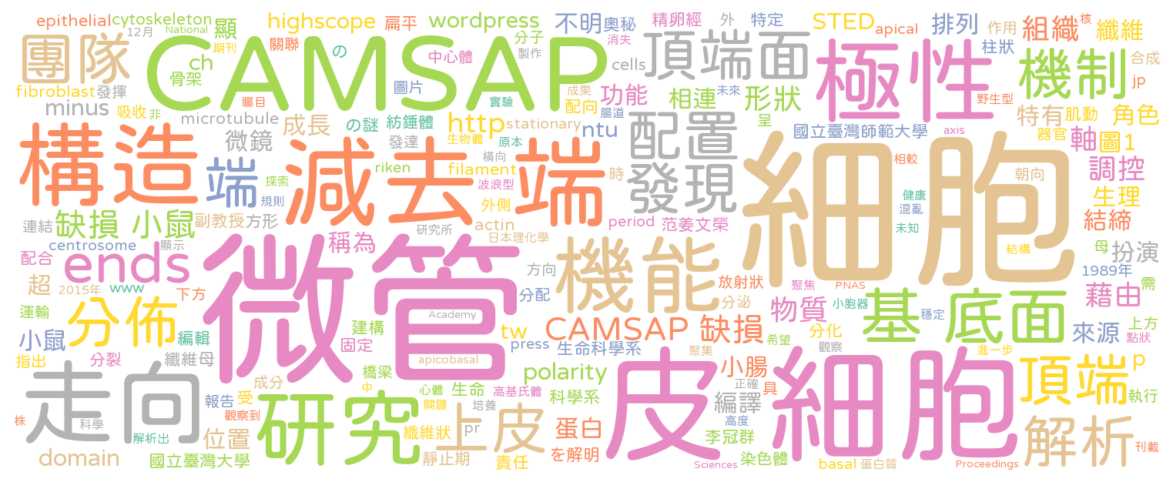 epithelial cytoskeleton 顯 highscope 扁平 wordpress 不明 奧秘 精卵經 外 特定 STED apical 排列 組織 核 纖維
12月 National 期刊 關聯 の 分子 製作 柱狀 作用
團隊 CAMSAP 中心體 消失 cells 頂端面 極性 機制 合成 jp
ch 骨架 圖片 實驗 功能 相連 形狀 野生型
fibroblast 發揮 矚目 成果 未來 配向 呈 特有 肌動 角色
minus 吸收 非 microtubule 成長 の謎 紡錘體 http stationary 腸道 ntu 配置 國立臺灣師範大學 axis 軸 圖1
構造 微鏡 端 減去端 發達 生物體 原本 發現 細胞 相較 器官 調控
探索 橫向 riken filament 時 朝向 生理
缺損 小鼠 規則 波浪型 外側 健康 混亂 未知 結締
連結 副教授 方形 稱為 研究所 actin 日本理化學 period 范姜文榮 母 扮演
centrosome 顯示 微管 機能 放射狀 結構 1989年
配合 ends 方向 分配 分泌 聚焦 PNAS 藉由 需
超 2015年 www 下方 物質 小胞器 穩定 基 底面
運輸 分佈 編輯 建構 固定 Academy tw CAMSAP 缺損 分化 希望 觀察 進一步 來源 上方 點狀
小鼠 指出 分裂 纖維母 橋梁 apicobasal press 生命科學系 聚集 小腸 頂端 p
走向 成分 受 中 心體 生命 高基氏體 polarity 科學系 皮 細胞 正確 具 編譯 執行
株 科學 報告 觀察到 研究 關鍵 培養 上皮 蛋白 高度 李冠群 解析
domain 解析出 位置 纖維狀 pr を解明 染色體 basal 蛋白質 刊載
國立臺灣大學 靜止期 責任 Sciences Proceedings